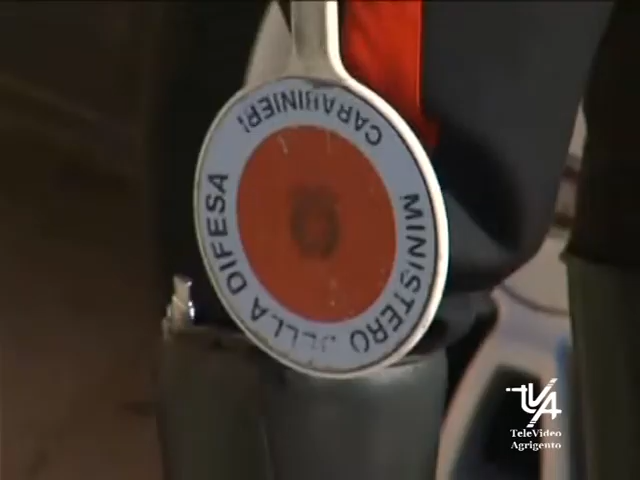 MINISTERO DELLA DIFESA
CARABINIERI
TVA
TeleVideo
Agrigento